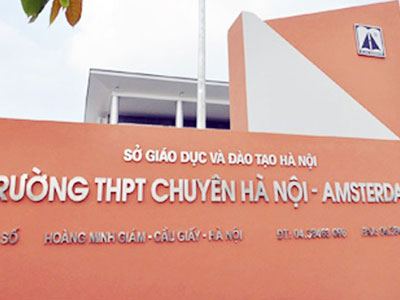 SỞ GIÁO DỤC VÀ ĐÀO TẠO HÀ NỘI
RƯỜNG THPT CHUYÊN HÀ NỘI - AMSTERDA
SỐ HOÀNG MINH GIÁM - CẦU GIẤY - HÀ NỘI ĐT: